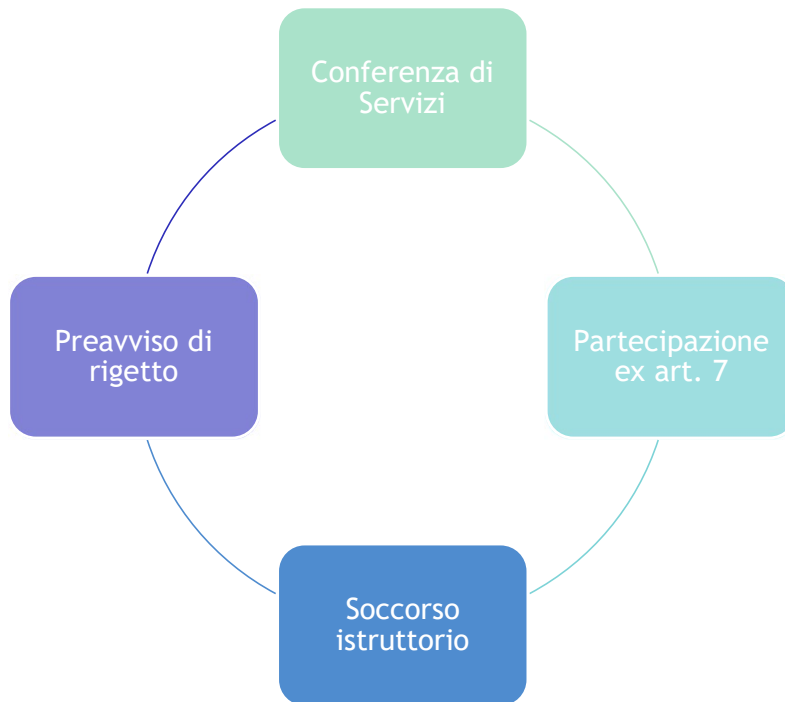 Conferenza di
Servizi
Partecipazione
ex art. 7
Soccorso
istruttorio
Preavviso di
rigetto